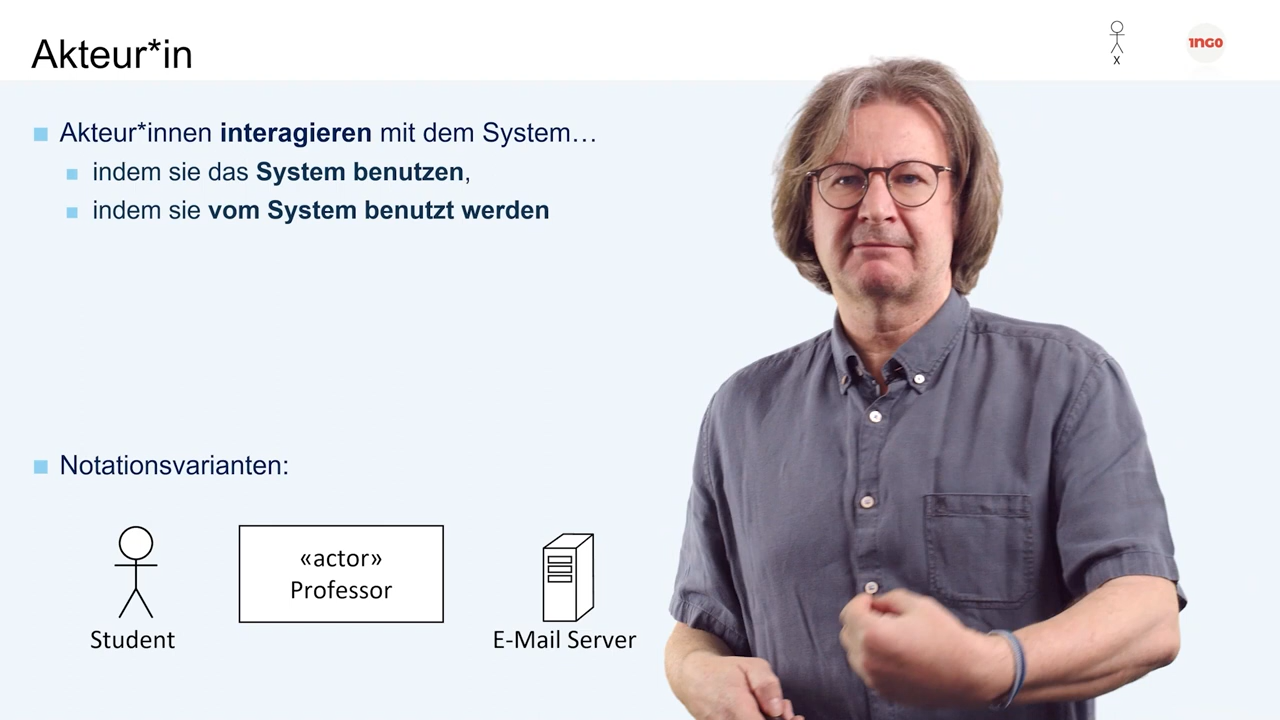 Akteur*in
x
1NGO
Akteur*innen interagieren mit dem System…
indem sie das System benutzen,
indem sie vom System benutzt werden
Notationsvarianten:
Student
«actor»
Professor
E-Mail Server